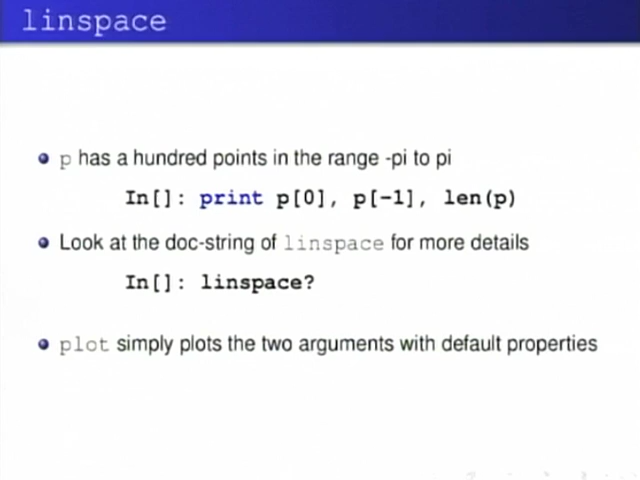 linspace
p has a hundred points in the range -pi to pi
In[]: print p[0], p[-1], len(p)
Look at the doc-string of linspace for more details
In[]: linspace?
plot simply plots the two arguments with default properties